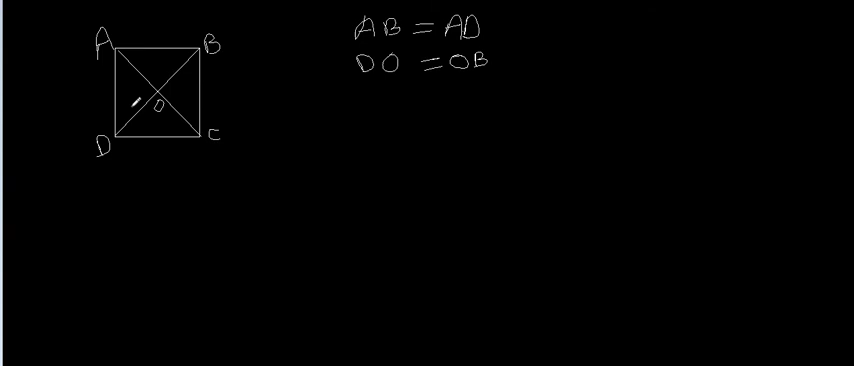 A B
O
D C
AB = AD
DO = OB